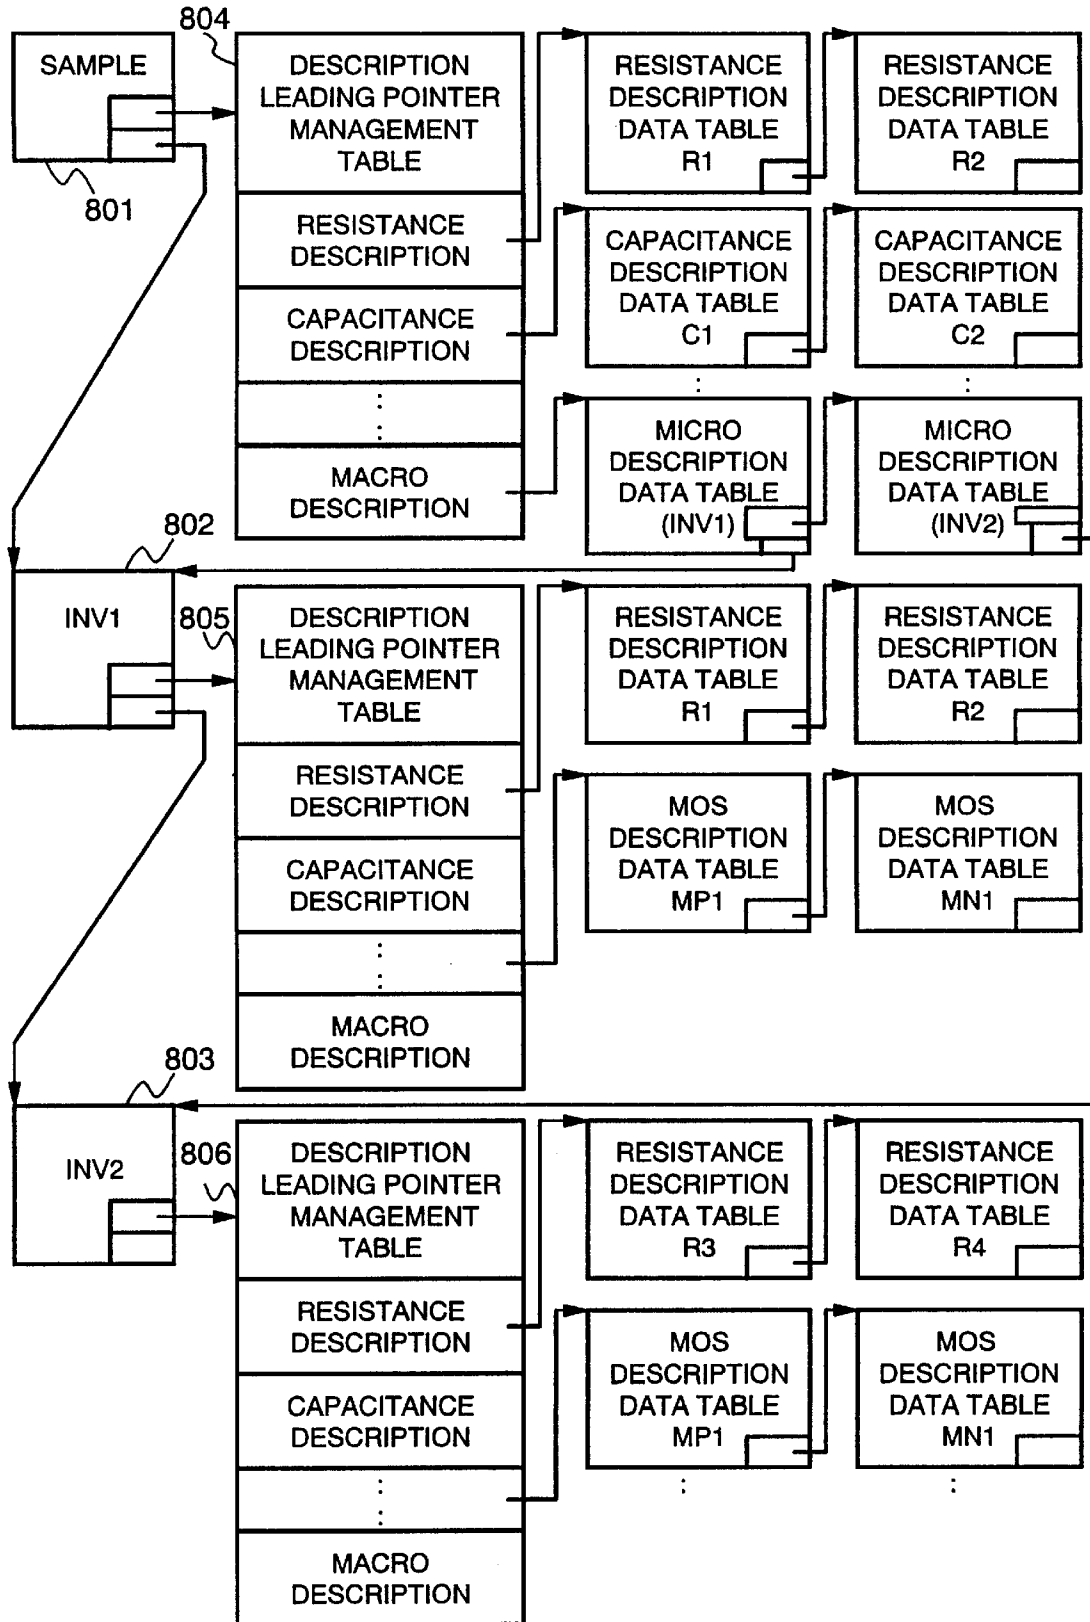 804
SAMPLE
801
DESCRIPTION
LEADING POINTER
MANAGEMENT
TABLE
RESISTANCE
DESCRIPTION
CAPACITANCE
DESCRIPTION
:
:
MACRO
DESCRIPTION
RESISTANCE
DESCRIPTION
DATA TABLE
R1
RESISTANCE
DESCRIPTION
DATA TABLE
R2
CAPACITANCE
DESCRIPTION
DATA TABLE
C1
:
CAPACITANCE
DESCRIPTION
DATA TABLE
C2
:
MICRO
DESCRIPTION
DATA TABLE
(INV1)
MICRO
DESCRIPTION
DATA TABLE
(INV2)
802
INV1
805
DESCRIPTION
LEADING POINTER
MANAGEMENT
TABLE
RESISTANCE
DESCRIPTION
CAPACITANCE
DESCRIPTION
:
:
MACRO
DESCRIPTION
RESISTANCE
DESCRIPTION
DATA TABLE
R1
RESISTANCE
DESCRIPTION
DATA TABLE
R2
MOS
DESCRIPTION
DATA TABLE
MP1
MOS
DESCRIPTION
DATA TABLE
MN1
803
INV2
806
DESCRIPTION
LEADING POINTER
MANAGEMENT
TABLE
RESISTANCE
DESCRIPTION
CAPACITANCE
DESCRIPTION
:
:
MACRO
DESCRIPTION
RESISTANCE
DESCRIPTION
DATA TABLE
R3
RESISTANCE
DESCRIPTION
DATA TABLE
R4
MOS
DESCRIPTION
DATA TABLE
MP1
:
MOS
DESCRIPTION
DATA TABLE
MN1
: